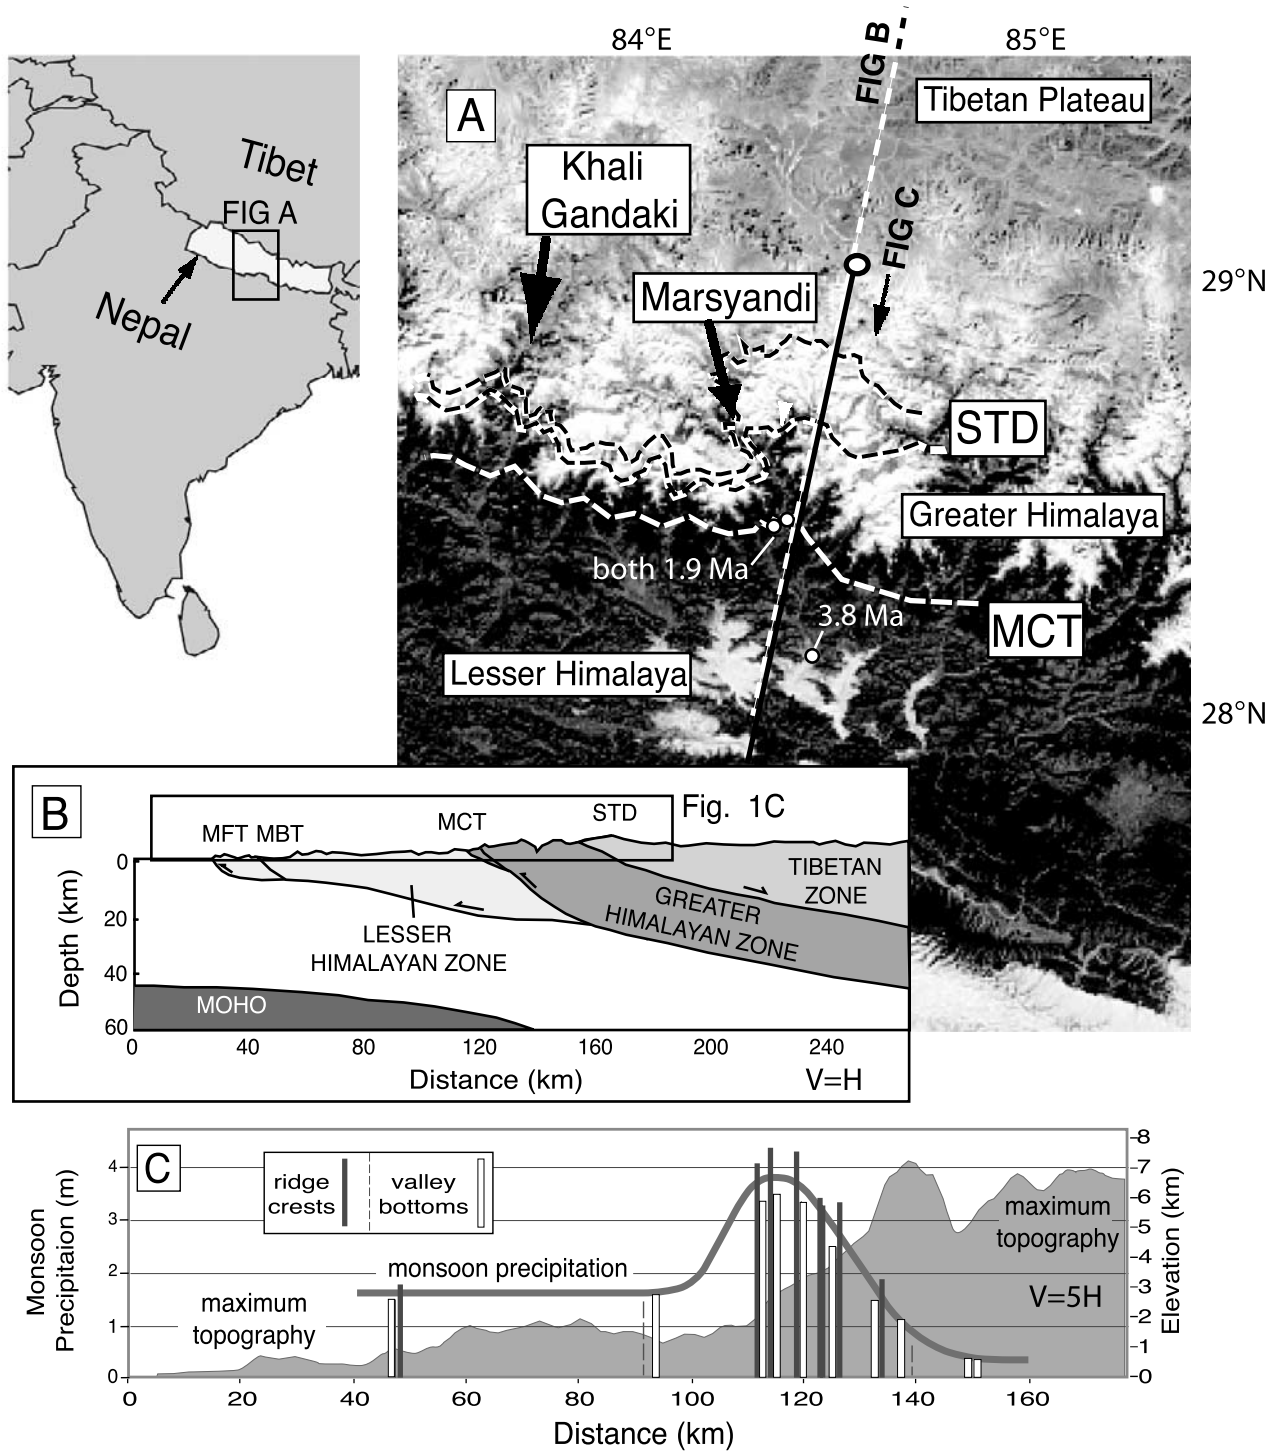 84°E
85°E
29°N
28°N
Tibet
FIG A
Nepal
A
FIG B
Tibetan Plateau
Khali
Gandaki
FIG C
Marsyandi
STD
Greater Himalaya
both 1.9 Ma
3.8 Ma
MCT
Lesser Himalaya
B
Fig. 1C
MFT MBT
MCT
STD
TIBETAN
ZONE
GREATER
HIMALAYAN ZONE
LESSER
HIMALAYAN ZONE
MOHO
Depth (km)
0
20
40
60
0 40 80 120 160 200 240
Distance (km)
V=H
C
ridge
crests
valley
bottoms
monsoon precipitation
maximum
topography
maximum
topography
V=5H
Monsoon
Precipitaion (m)
4
3
2
1
0
Elevation (km)
8
7
6
5
4
3
2
1
0
0 20 40 60 80 100 120 140 160
Distance (km)